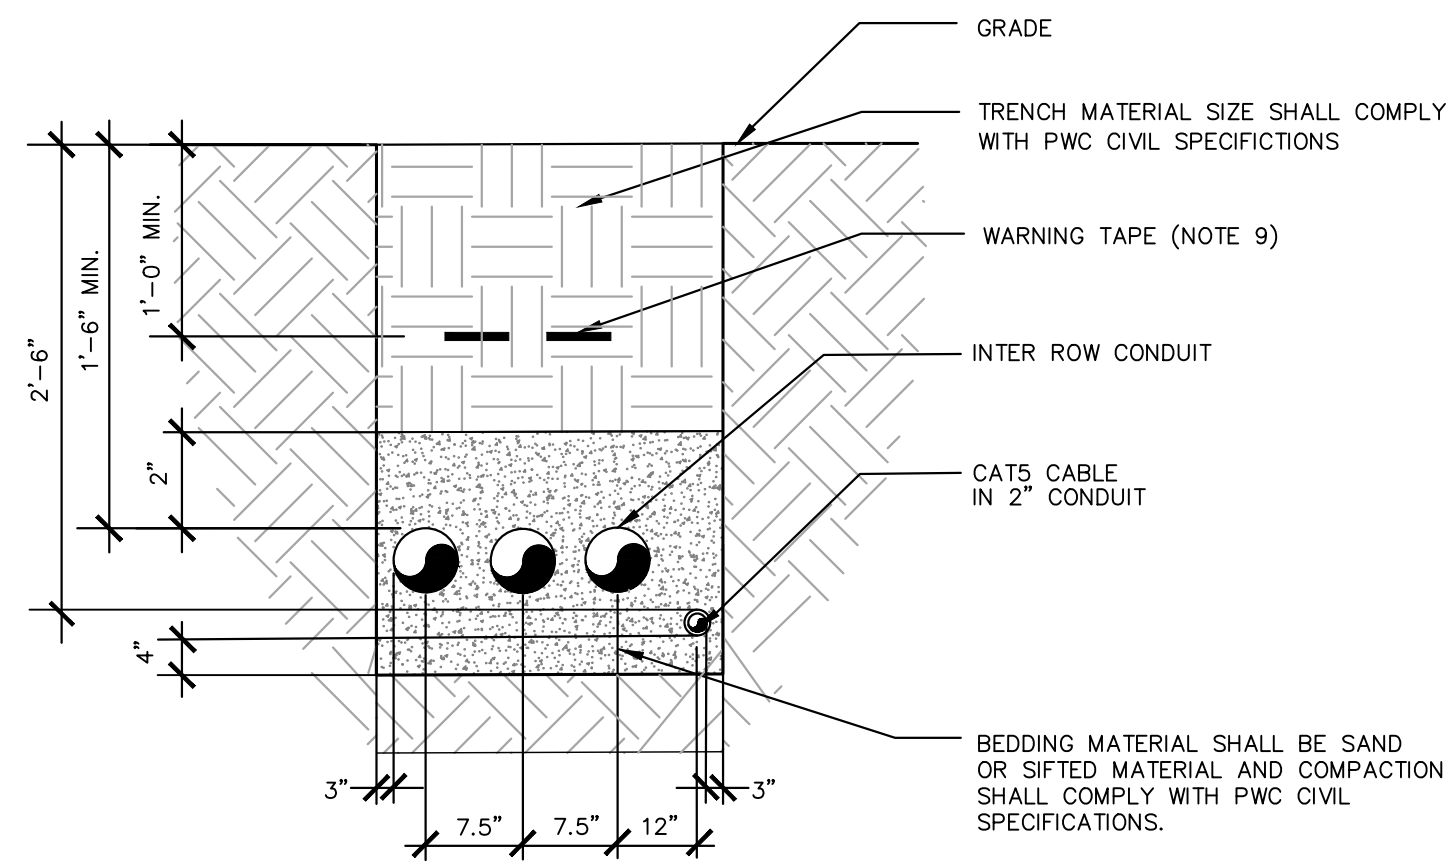 GRADE
TRENCH MATERIAL SIZE SHALL COMPLY
WITH PWC CIVIL SPECIFICTIONS
WARNING TAPE (NOTE 9)
INTER ROW CONDUIT
CAT5 CABLE
IN 2” CONDUIT
BEDDING MATERIAL SHALL BE SAND
OR SIFTED MATERIAL AND COMPACTION
SHALL COMPLY WITH PWC CIVIL
SPECIFICATIONS.
2’-6”
1’-6” MIN.
1’-0” MIN.
2”
4”
3”
3”
7.5”
7.5”
12”